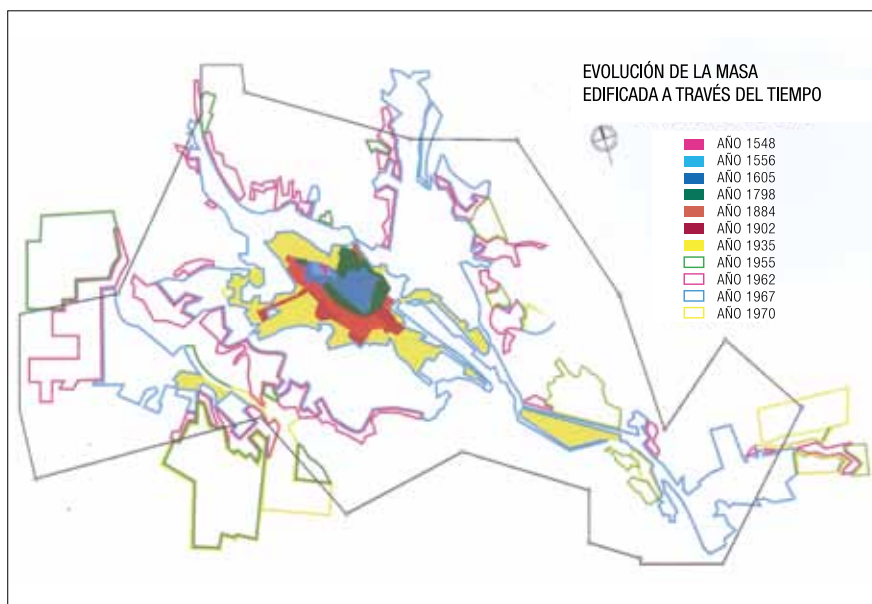 EVOLUCIÓN DE LA MASA
EDIFICADA A TRAVÉS DEL TIEMPO
AÑO 1548
AÑO 1556
AÑO 1605
AÑO 1798
AÑO 1884
AÑO 1902
AÑO 1935
AÑO 1955
AÑO 1962
AÑO 1967
AÑO 1970